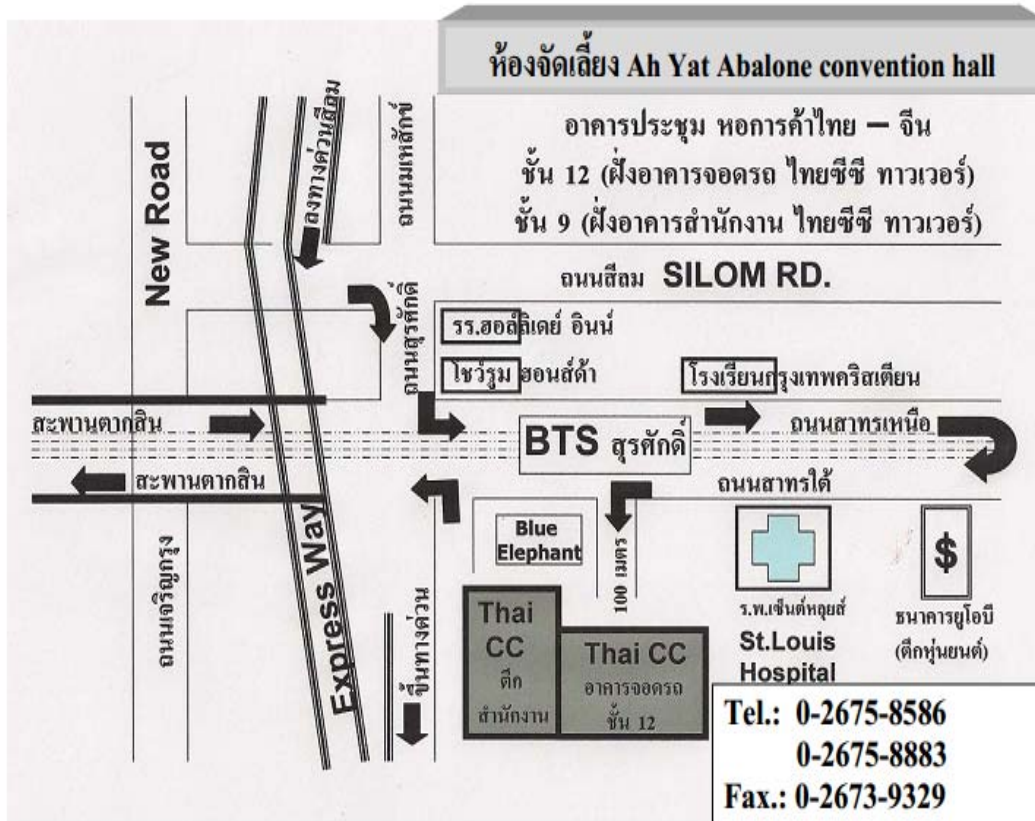 ห้องจัดเลี้ยง Ah Yat Abalone convention hall
อาคารประชุม หอการค้าไทย – จีน
ชั้น 12 (ฝั่งอาคารจอดรถ ไทยซีซี ทาวเวอร์)
ชั้น 9 (ฝั่งอาคารสำนักงาน ไทยซีซี ทาวเวอร์)
New Road
ลงทางด่วนสีลม
ถนนมเหสักข์
ถนนสีลม SILOM RD.
ถนนสุรศักดิ์
รร.ฮอล์ลิเดย์ อินน์
โชว์รูม ฮอนส์ด้า
โรงเรียนกรุงเทพคริสเตียน
สะพานตากสิน
BTS สุรศักดิ์
ถนนสาทรเหนือ
สะพานตากสิน
ถนนสาทรใต้
ถนนเจริญกรุง
Express Way
ขึ้นทางด่วน
Blue
Elephant
100 เมตร
$
ร.พ.เซ็นต์หลุยส์
St.Louis
Hospital
ธนาคารยูโอบี
(ตึกหุ่นยนต์)
Thai
CC
ตึก
สำนักงาน
Thai CC
อาคารจอดรถ
ชั้น 12
Tel.: 0-2675-8586
0-2675-8883
Fax.: 0-2673-9329